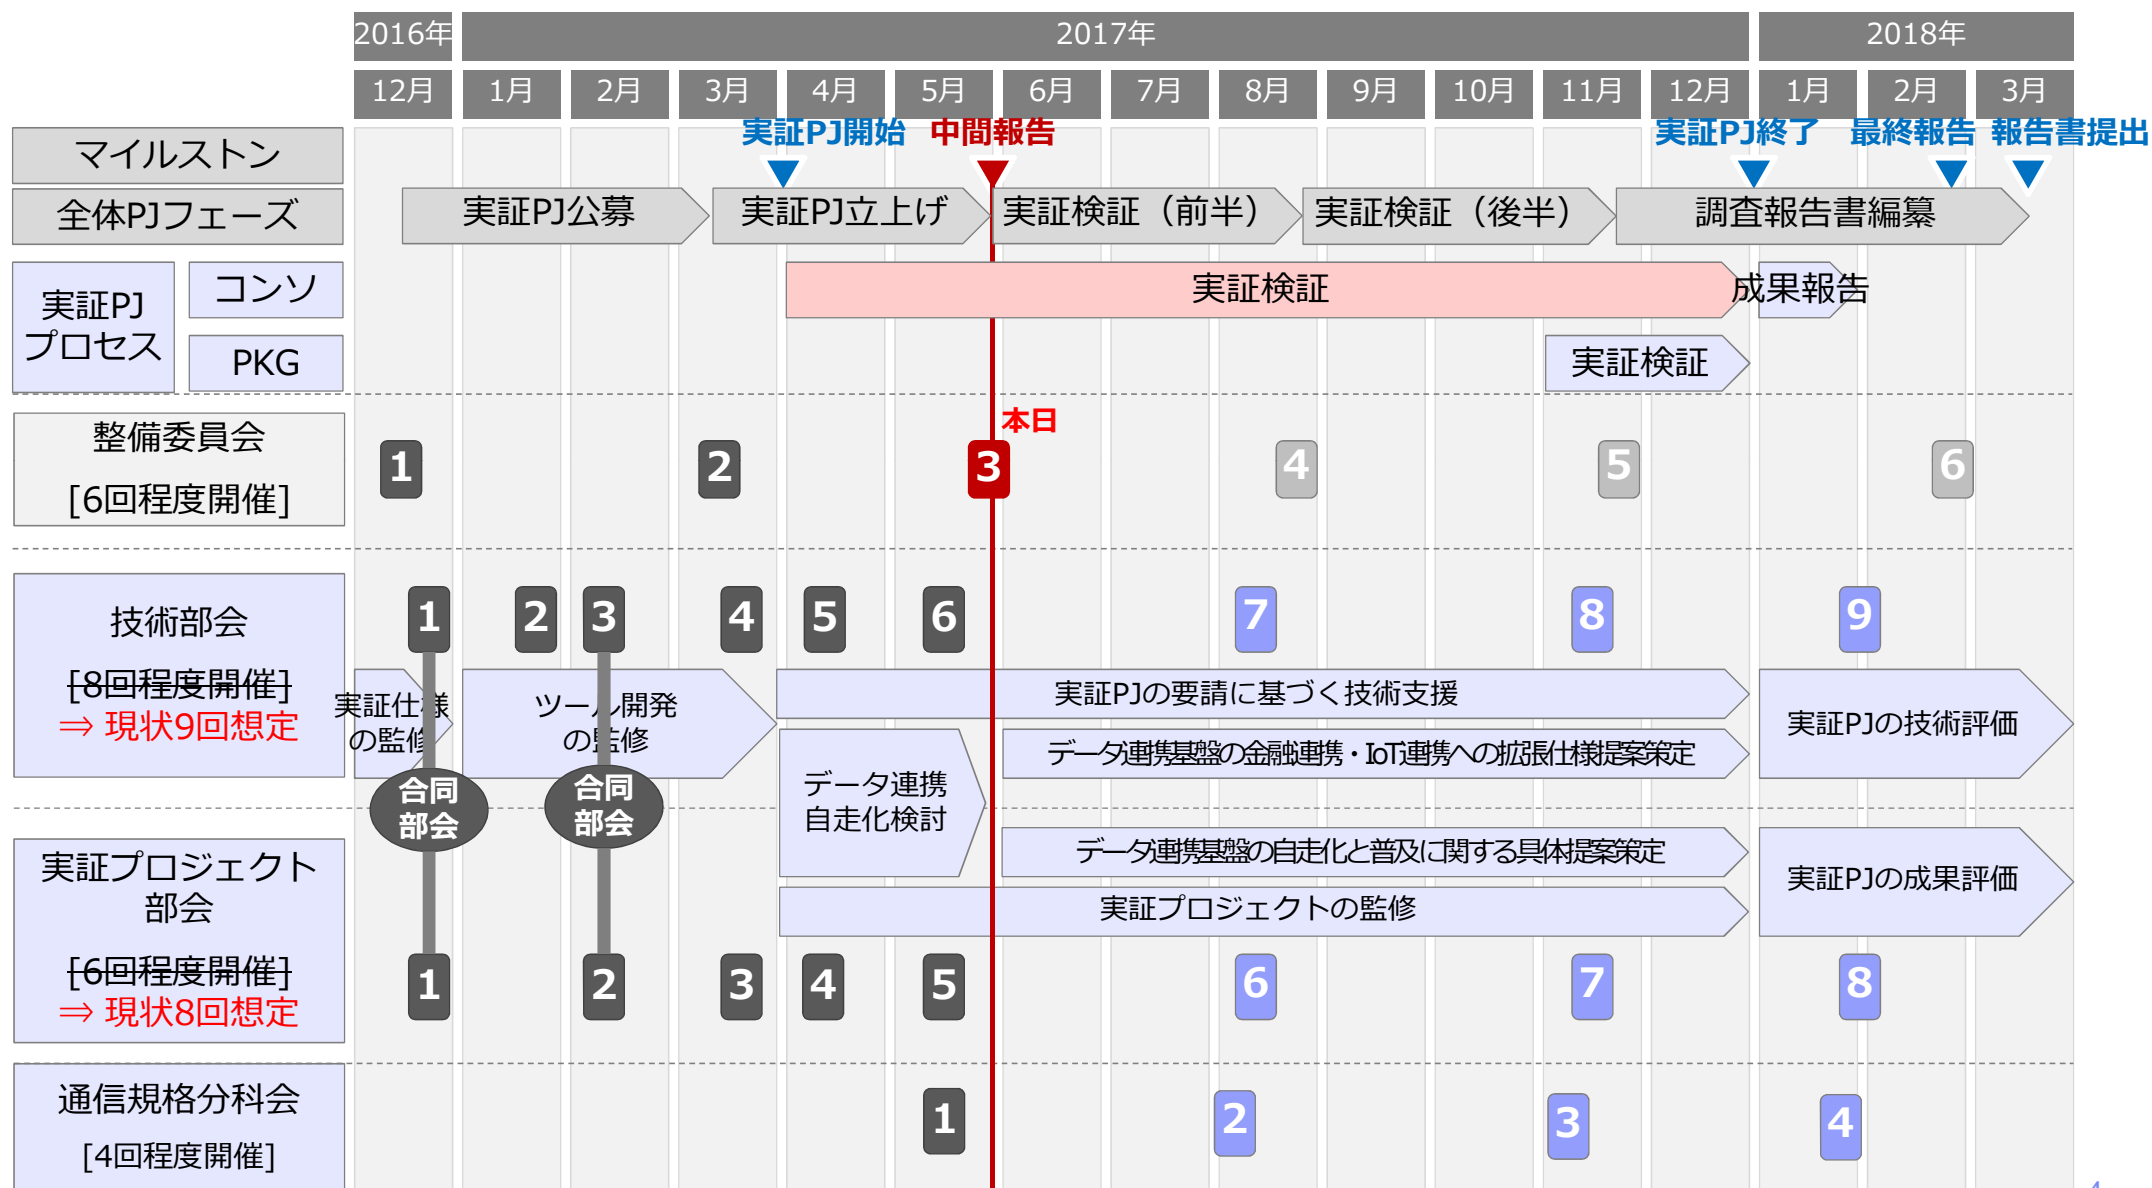 2016年 2017年 2018年
12月 1月 2月 3月 4月 5月 6月 7月 8月 9月 10月 11月 12月 1月 2月 3月
マイルストン
実証PJ開始 中間報告 実証PJ終了 最終報告 報告書提出
全体PJフェーズ
実証PJ公募 実証PJ立上げ 実証検証（前半） 実証検証（後半） 調査報告書編纂
実証PJ
プロセス
コンソ
実証検証 成果報告
PKG
実証検証
整備委員会
[6回程度開催]
本日
1 2 3 4 5 6
技術部会
[8回程度開催]
⇒ 現状9回想定
1 2 3 4 5 6 7 8 9
実証仕様
の監修
ツール開発
の監修
実証PJの要請に基づく技術支援
データ連携基盤の金融連携・IoT連携への拡張仕様提案策定
実証PJの技術評価
データ連携
自走化検討
合同
部会
合同
部会
実証プロジェクト
部会
[6回程度開催]
⇒ 現状8回想定
データ連携基盤の自走化と普及に関する具体提案策定
実証プロジェクトの監修
実証PJの成果評価
1 2 3 4 5 6 7 8
通信規格分科会
[4回程度開催]
1 2 3 4